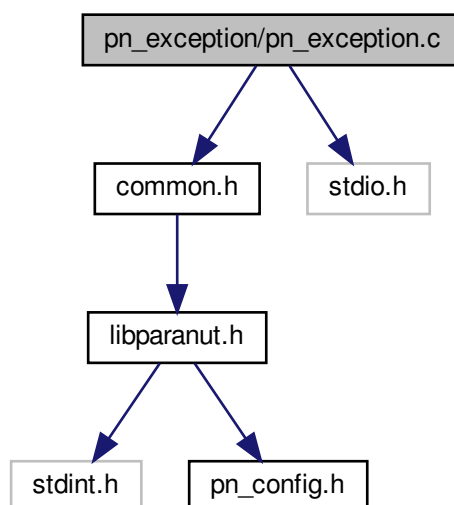 pn_exception/pn_exception.c
common.h
stdio.h
libparanut.h
stdint.h
pn_config.h